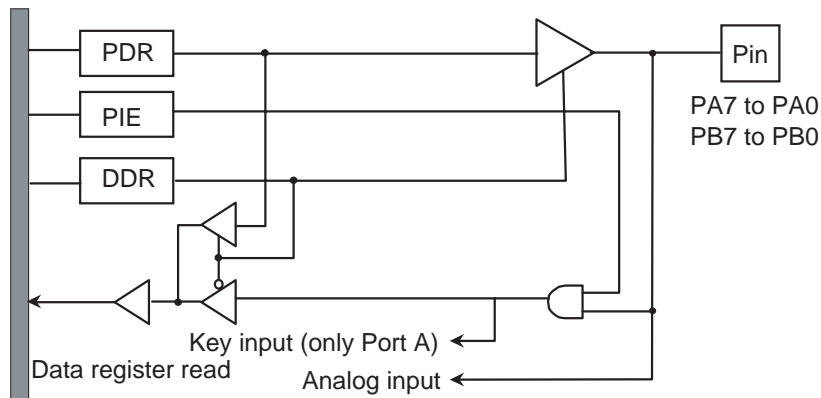 PDR
Pin
PIE
PA7 to PA0
PB7 to PB0
DDR
Key input (only Port A)
Data register read
Analog input